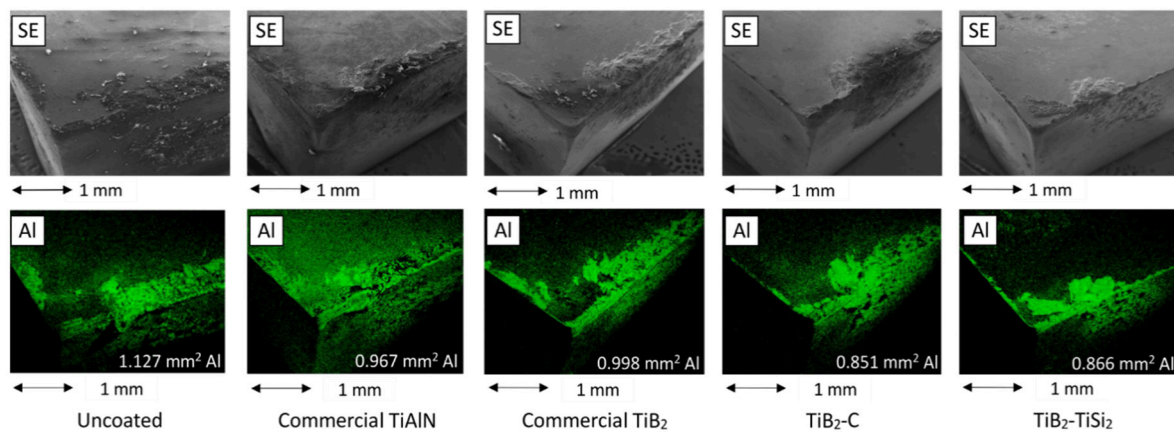 SE SE SE SE SE
1 mm 1 mm 1 mm 1 mm 1 mm
Al Al Al Al Al
1.127 mm² Al 0.967 mm² Al 0.998 mm² Al 0.851 mm² Al 0.866 mm² Al
1 mm 1 mm 1 mm 1 mm 1 mm
Uncoated Commercial TiAlN Commercial TiB₂ TiB₂-C TiB₂-TiSi₂